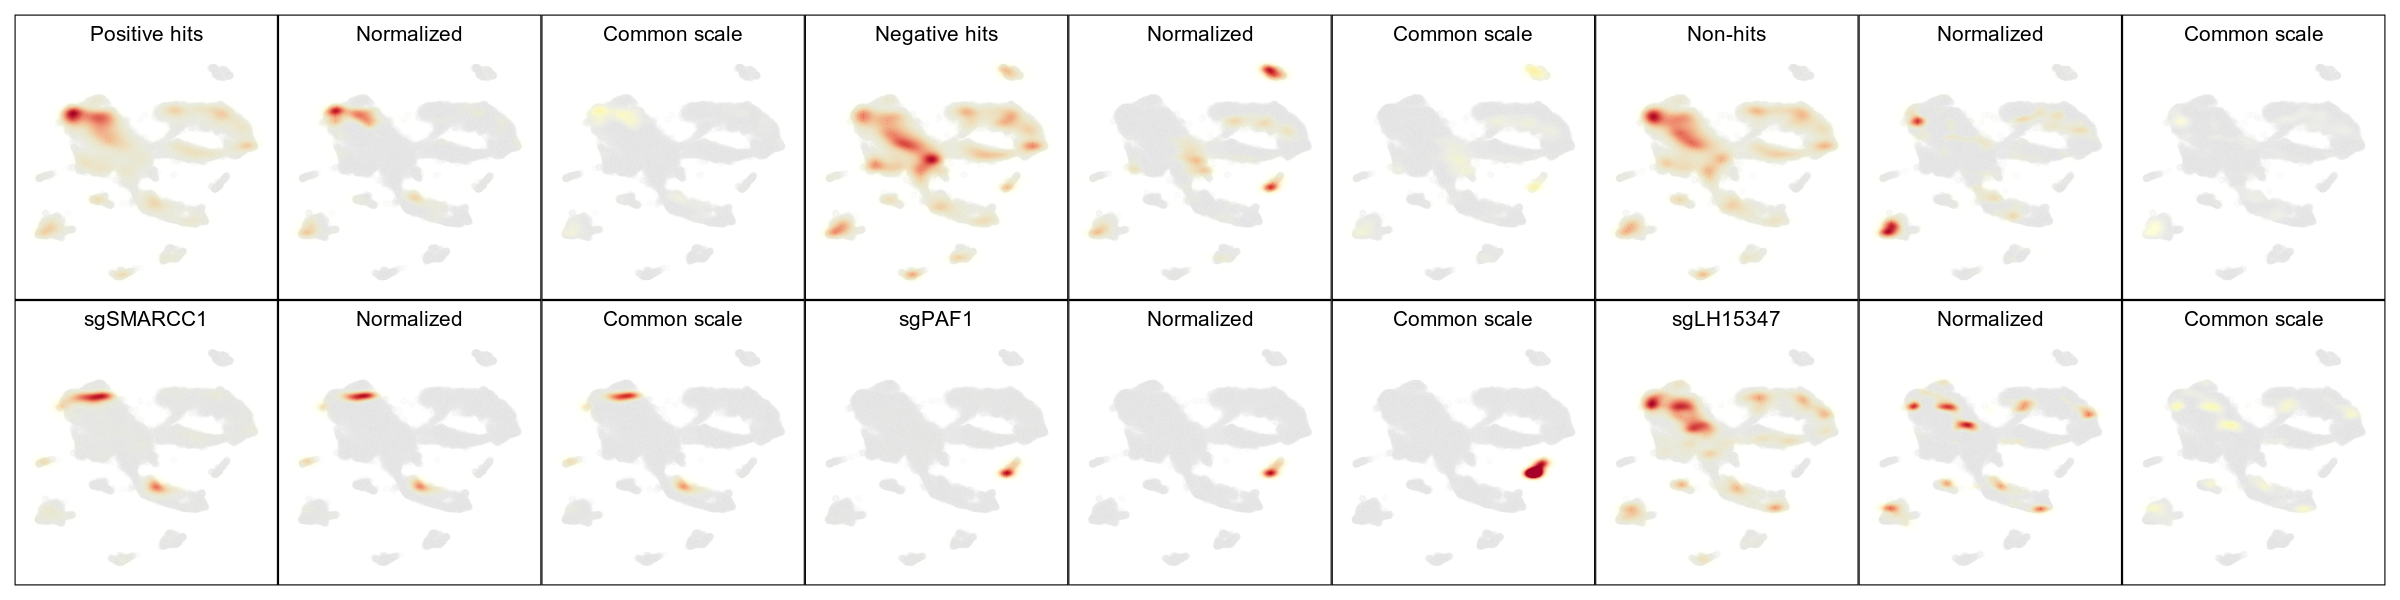 Positive hits
Normalized
Common scale
Negative hits
Normalized
Common scale
Non-hits
Normalized
Common scale
sgSMARCC1
Normalized
Common scale
sgPAF1
Normalized
Common scale
sgLH15347
Normalized
Common scale